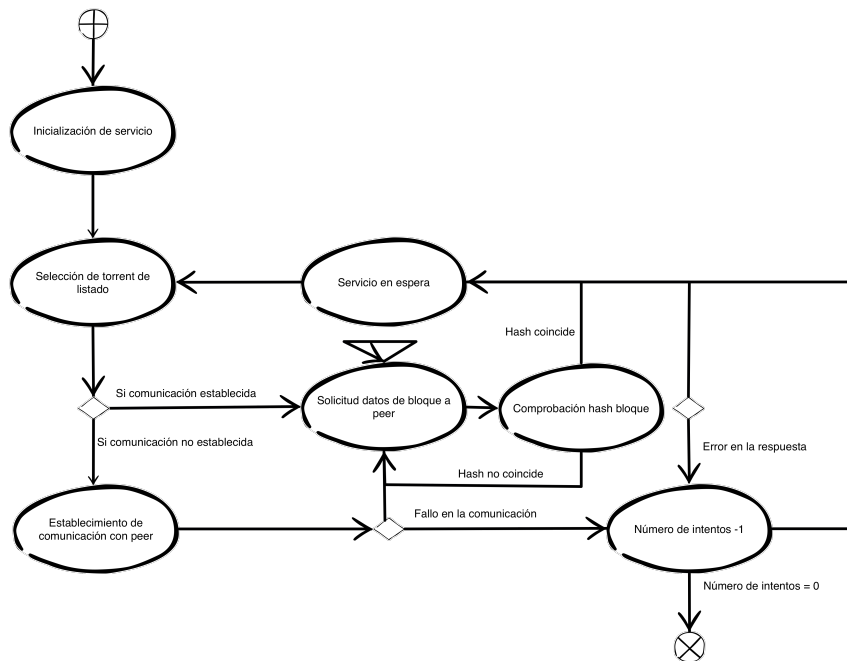 Inicialización de servicio
Selección de torrent de
listado
Servicio en espera
Hash coincide
Si comunicación establecida
Solicitud datos de bloque a
peer
Comprobación hash bloque
Si comunicación no establecida
Error en la respuesta
Hash no coincide
Establecimiento de
comunicación con peer
Fallo en la comunicación
Número de intentos -1
Número de intentos = 0